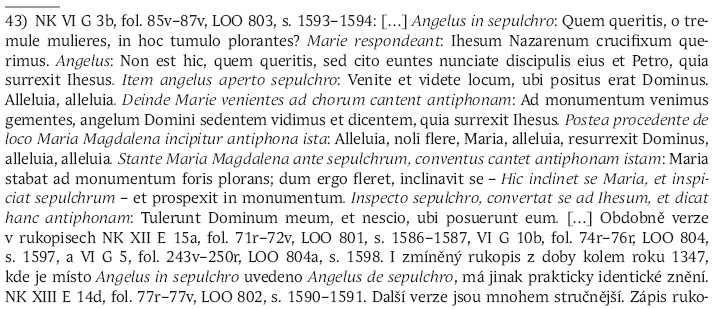 43) NK VI G 3b, fol. 85v–87v, LOO 803, s. 1593–1594: […] Angelus in sepulchro: Quem queritis, o tre-
mule mulieres, in hoc tumulo plorantes? Marie respondeant: Ihesum Nazarenum crucifixum que-
rimus. Angelus: Non est hic, quem queritis, sed cito euntes nunciate discipulis eius et Petro, quia
surrexit Ihesus. Item angelus aperto sepulchro: Venite et videte locum, ubi positus erat Dominus.
Alleluia, alleluia. Deinde Marie venientes ad chorum cantent antiphonam: Ad monumentum venimus
gementes, angelum Domini sedentem vidimus et dicentem, quia surrexit Ihesus. Postea procedente de
loco Maria Magdalena incipitur antiphona ista: Alleluia, noli flere, Maria, alleluia, resurrexit Dominus,
alleluia, alleluia. Stante Maria Magdalena ante sepulchrum, conventus cantet antiphonam istam: Maria
stabat ad monumentum foris plorans; dum ergo fleret, inclinavit se – Hic indinet se Maria, et inspi-
ciat sepulchrum – et prospexit in monumentum. Inspecto sepulchro, convertat se ad Ihesum, et dicat
hanc antiphonam: Tulerunt Dominum meum, et nescio, ubi posuerunt eum. […] Obdobně verze
v rukopisech NK XII E 15a, fol. 71r–72v, LOO 801, s. 1586–1587, VI G 10b, fol. 74r–76r, LOO 804,
s. 1597, a VI G 5, fol. 243v–250r, LOO 804a, s. 1598. I zmíněný rukopis z doby kolem roku 1347,
kde je místo Angelus in sepulchro uvedeno Angelus de sepulchro, má jinak prakticky identické znění.
NK XIII E 14d, fol. 77r–77v, LOO 802, s. 1590–1591. Další verze jsou mnohem stručnější. Zápis ruko-